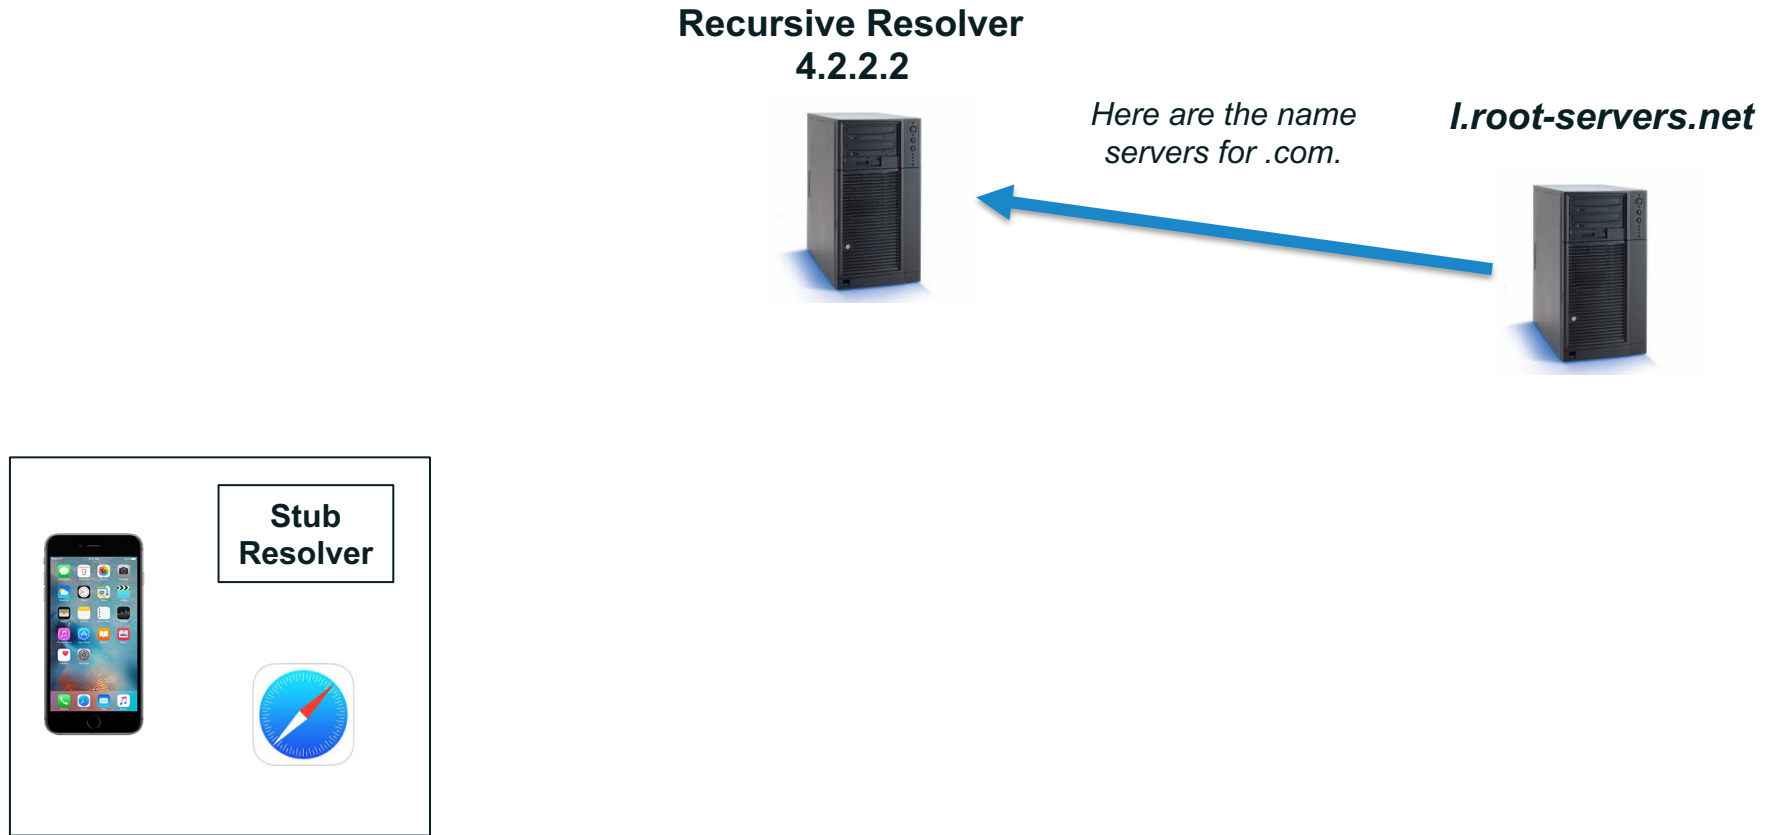 Recursive Resolver
4.2.2.2
Here are the name
servers for .com.
l.root-servers.net
Stub
Resolver